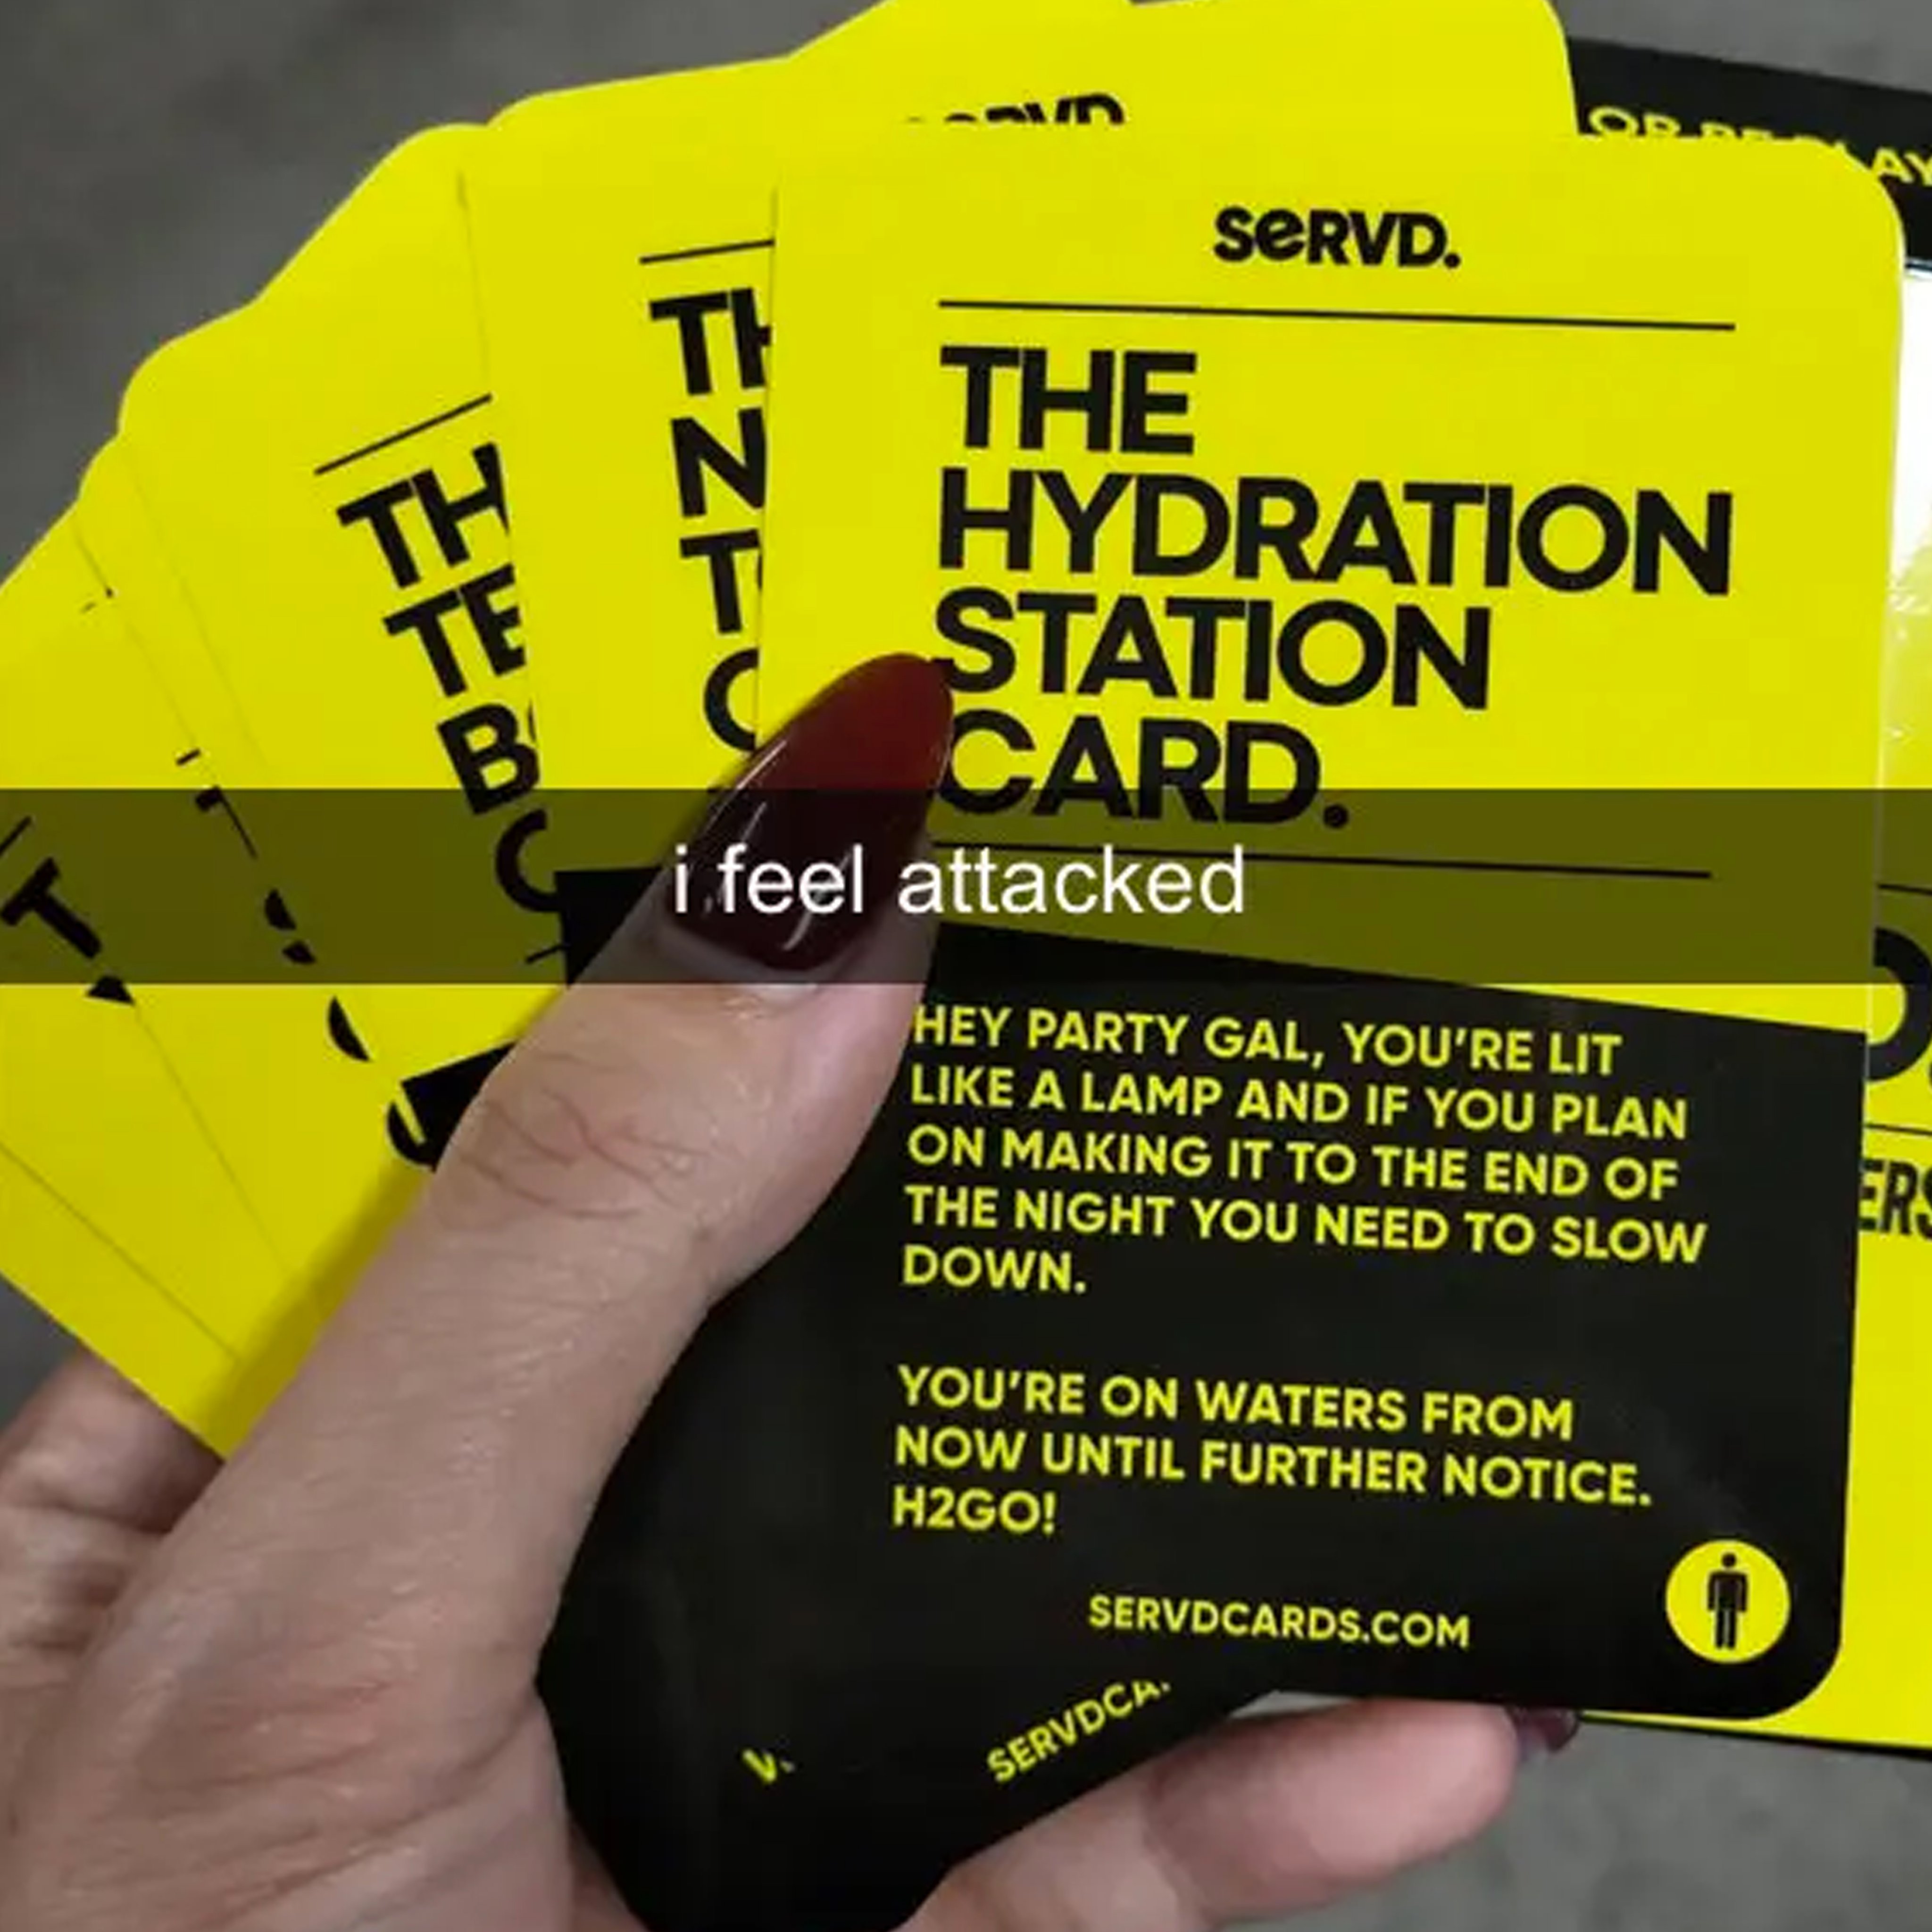 SERVD.
THE
HYDRATION
STATION
CARD.
i feel attacked
HEY PARTY GAL, YOU'RE LIT
LIKE A LAMP AND IF YOU PLAN
ON MAKING IT TO THE END OF
THE NIGHT YOU NEED TO SLOW
DOWN.
YOU'RE ON WATERS FROM
NOW UNTIL FURTHER NOTICE.
H2GO!
SERVDCARDS.COM